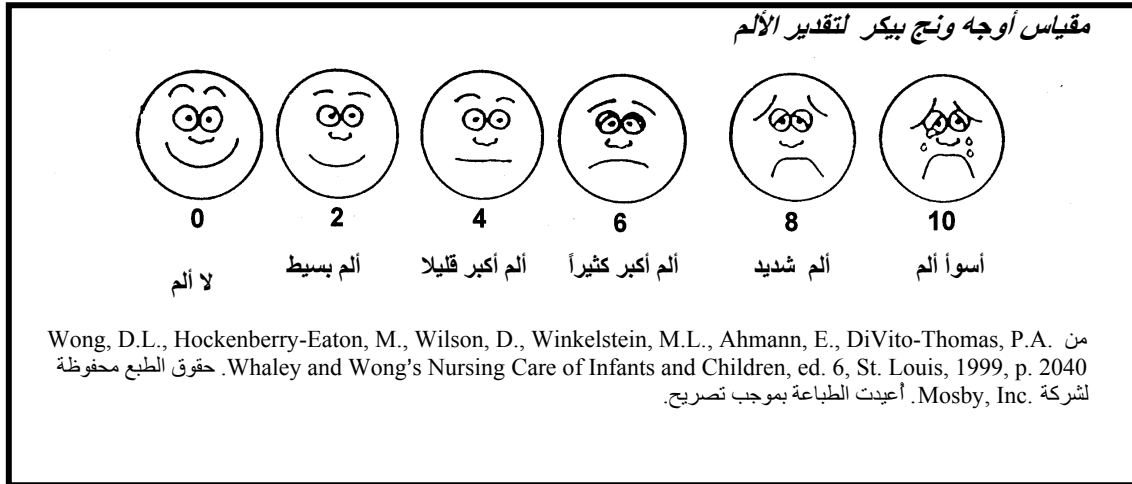 مقياس أوجه ونج بيكر لتقدير الألم
0 2 4 6 8 10
لا ألم ألم بسيط ألم أكبر قليلا ألم أكبر كثيراً ألم شديد أسوأ ألم
من Wong, D.L., Hockenberry-Eaton, M., Wilson, D., Winkelstein, M.L., Ahmann, E., DiVito-Thomas, P.A.
Whaley and Wong's Nursing Care of Infants and Children, ed. 6, St. Louis, 1999, p. 2040. حقوق الطبع محفوظة
لشركة Mosby, Inc. أعيدت الطباعة بموجب تصريح.